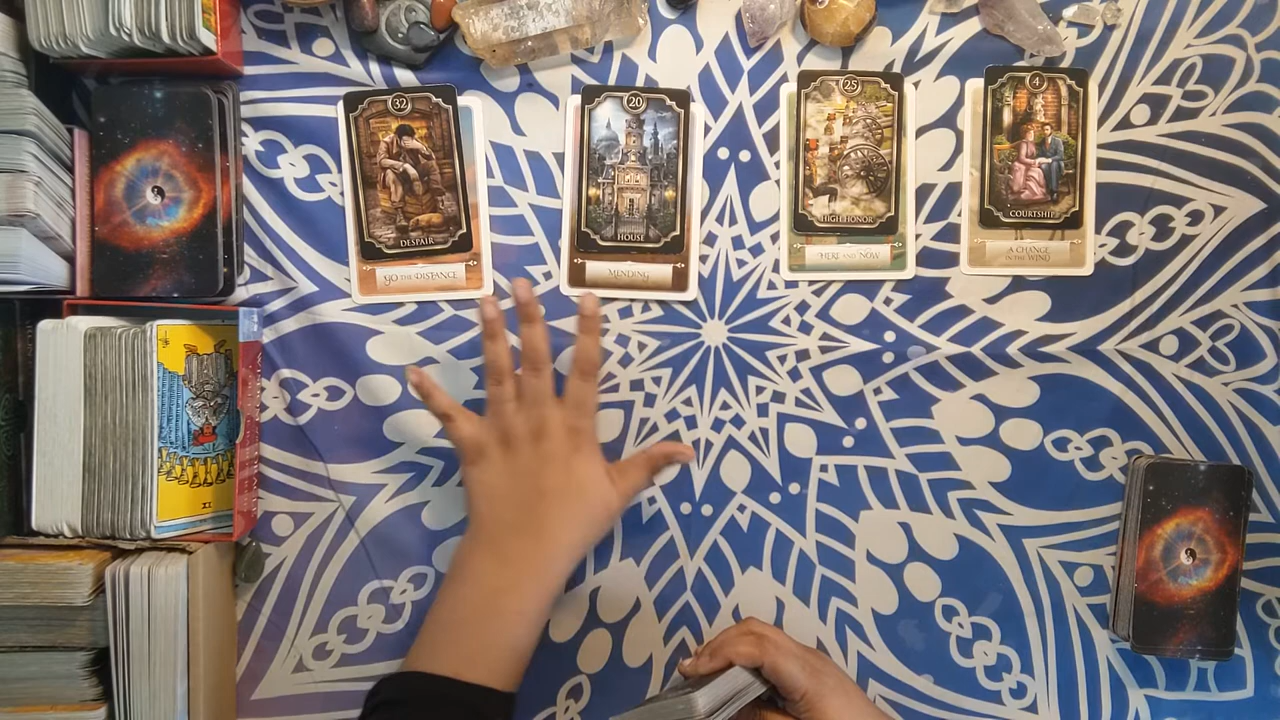 32
DESPAIR
GO THE DISTANCE
20
HOUSE
MENDING
25
HIGH HONOR
HERE AND NOW
4
COURTSHIP
A CHANGE
IN THE WIND
IX